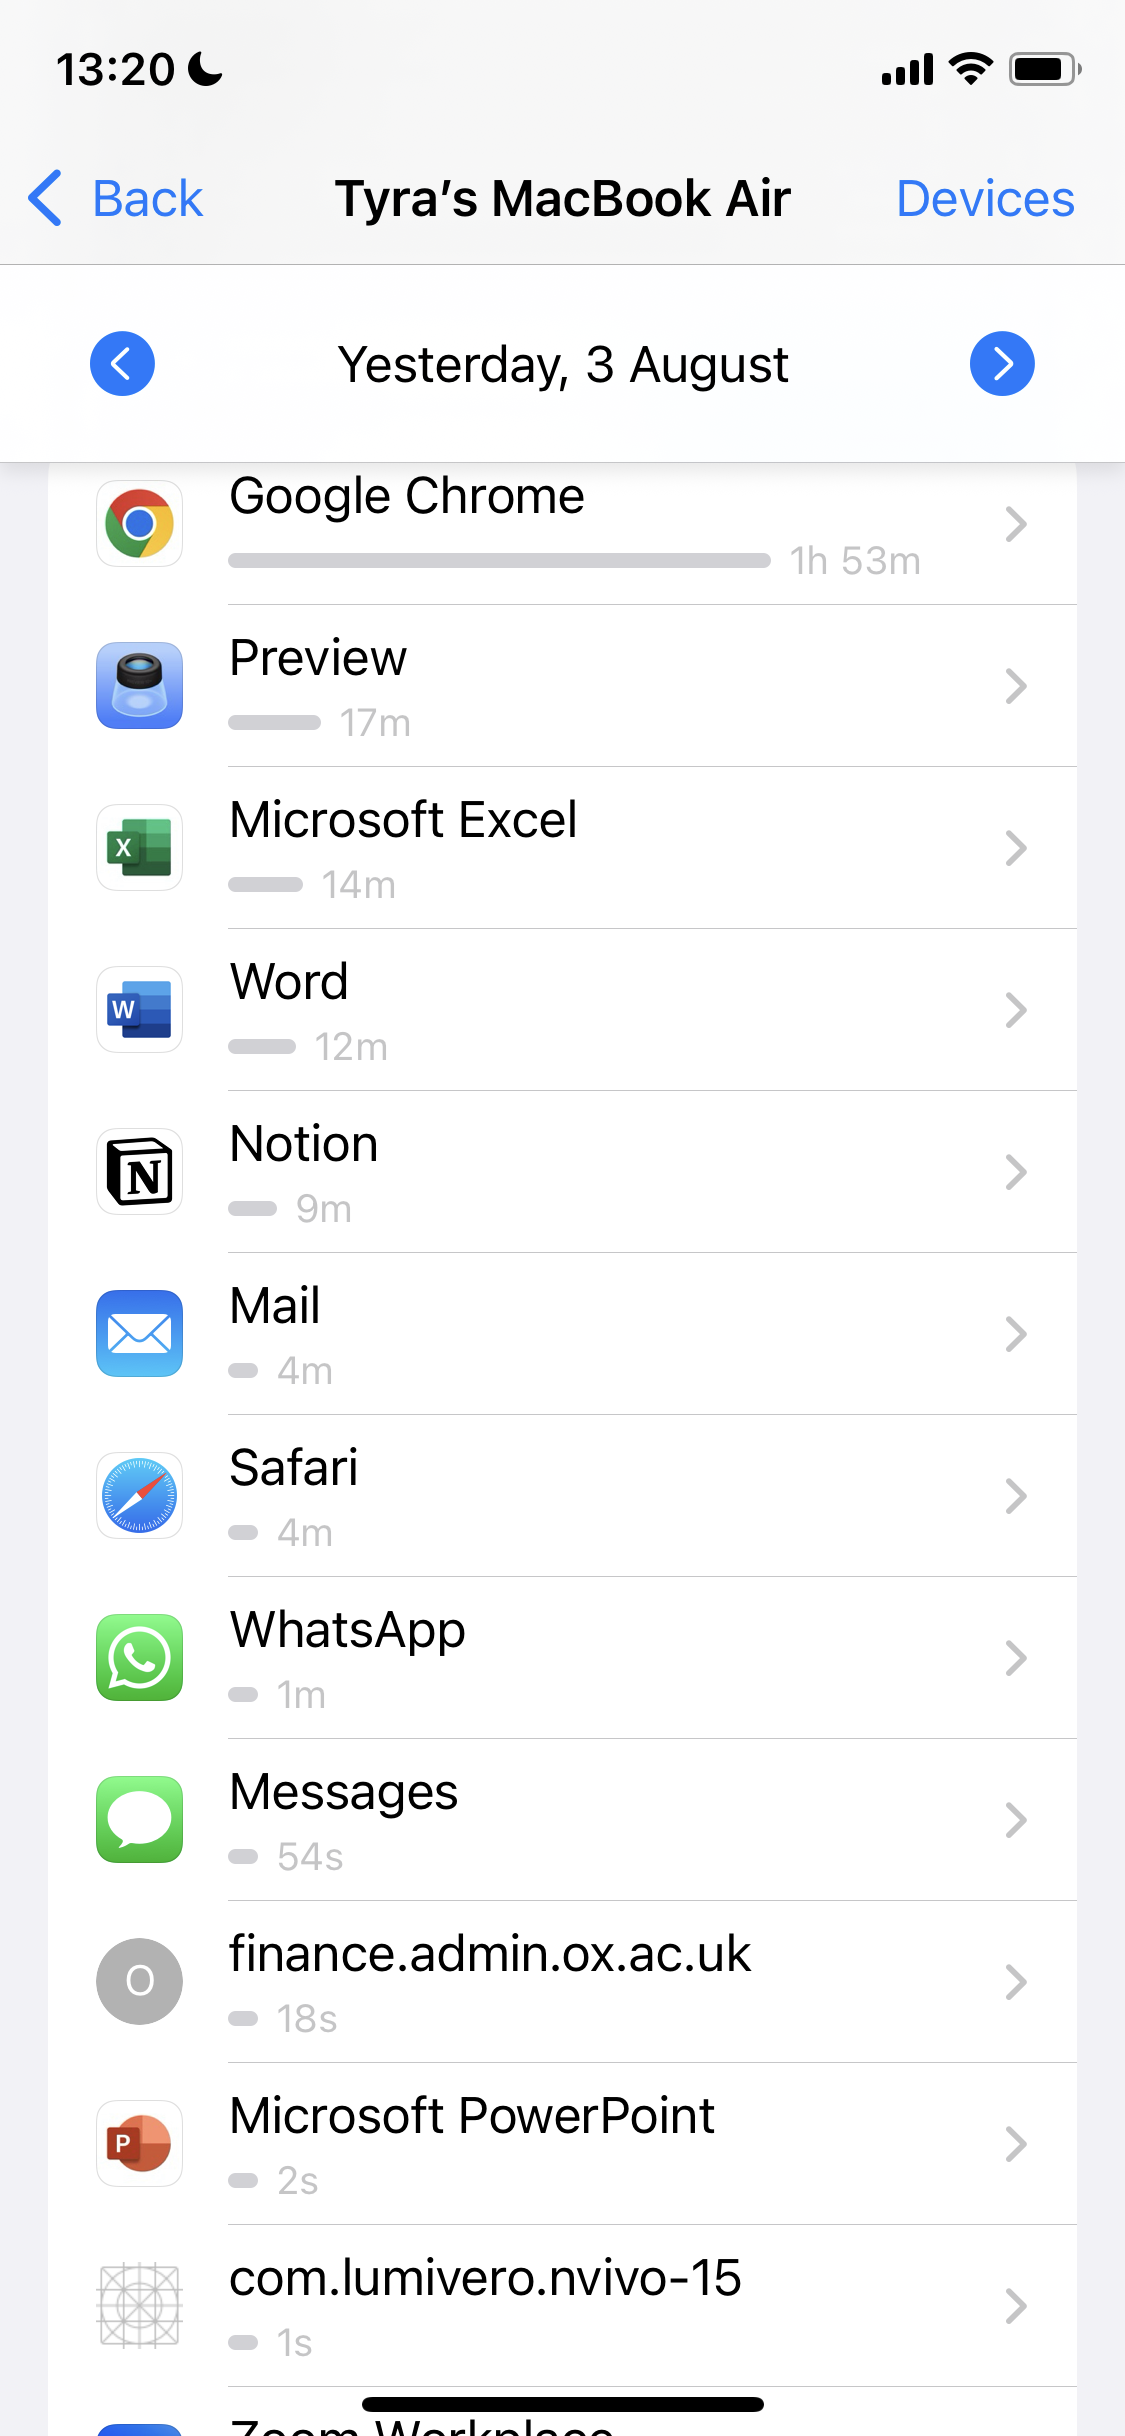 13:20
Back
Tyra's MacBook Air
Devices
Yesterday, 3 August
Google Chrome
1h 53m
Preview
17m
X
Microsoft Excel
14m
W
Word
12m
N
Notion
9m
Mail
4m
Safari
4m
WhatsApp
1m
Messages
54s
O
finance.admin.ox.ac.uk
18s
P
Microsoft PowerPoint
2s
com.lumivero.nvivo-15
1s
Zoom Workplace